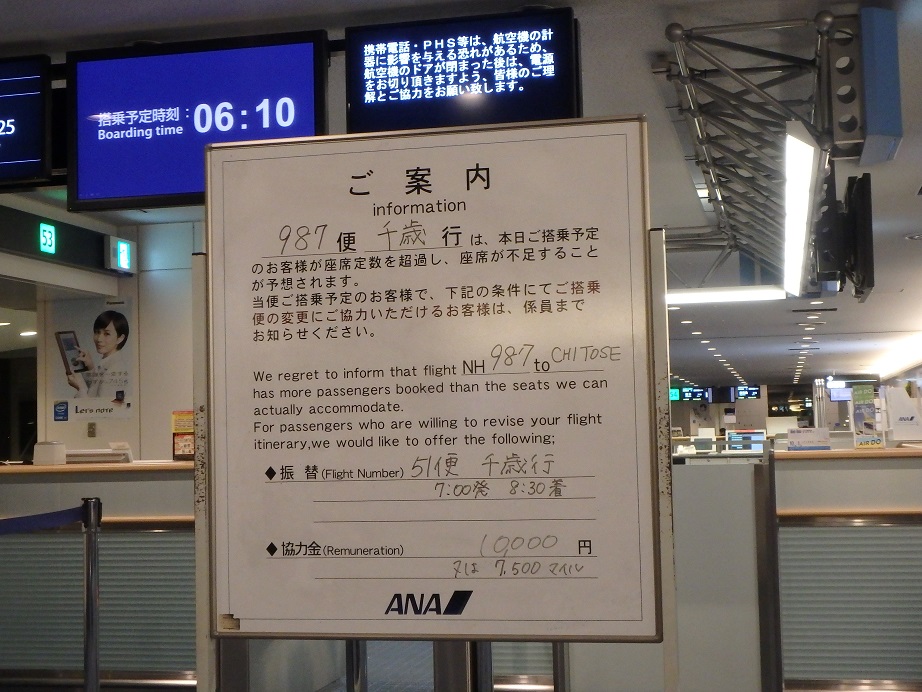 25
搭乗予定時刻:
Boarding time
06:10
携帯電話・PHS等は、航空機の計
器に影響を与える恐れがあるため、
航空機のドアが閉まった後は、電源
をお切り頂きますよう、皆様のご理
解とご協力をお願い致します。
53
ご案内
information
987 便 千歳 行 は、本日ご搭乗予定
のお客様が座席定数を超過し、座席が不足すること
が予想されます。
当便ご搭乗予定のお客様で、下記の条件にてご搭乗
便の変更にご協力いただけるお客様は、係員まで
お知らせください。
We regret to inform that flight NH 987 to CHITOSE
has more passengers booked than the seats we can
actually accommodate.
For passengers who are willing to revise your flight
itinerary,we would like to offer the following;
◆振 替(Flight Number) 51便 千歳行
7:00発 8:30着
◆協力金(Remuneration) 10000 円
又は 7,500 マイル
ANA
Let's note
ANA
AIR DO